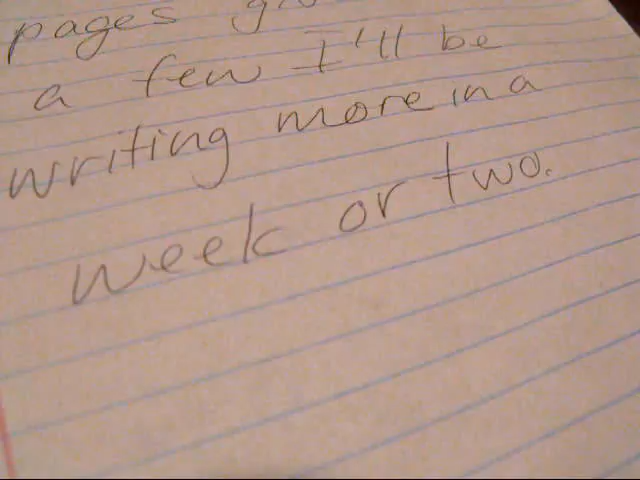 pages
a few I'll be
writing more in a
week or two.